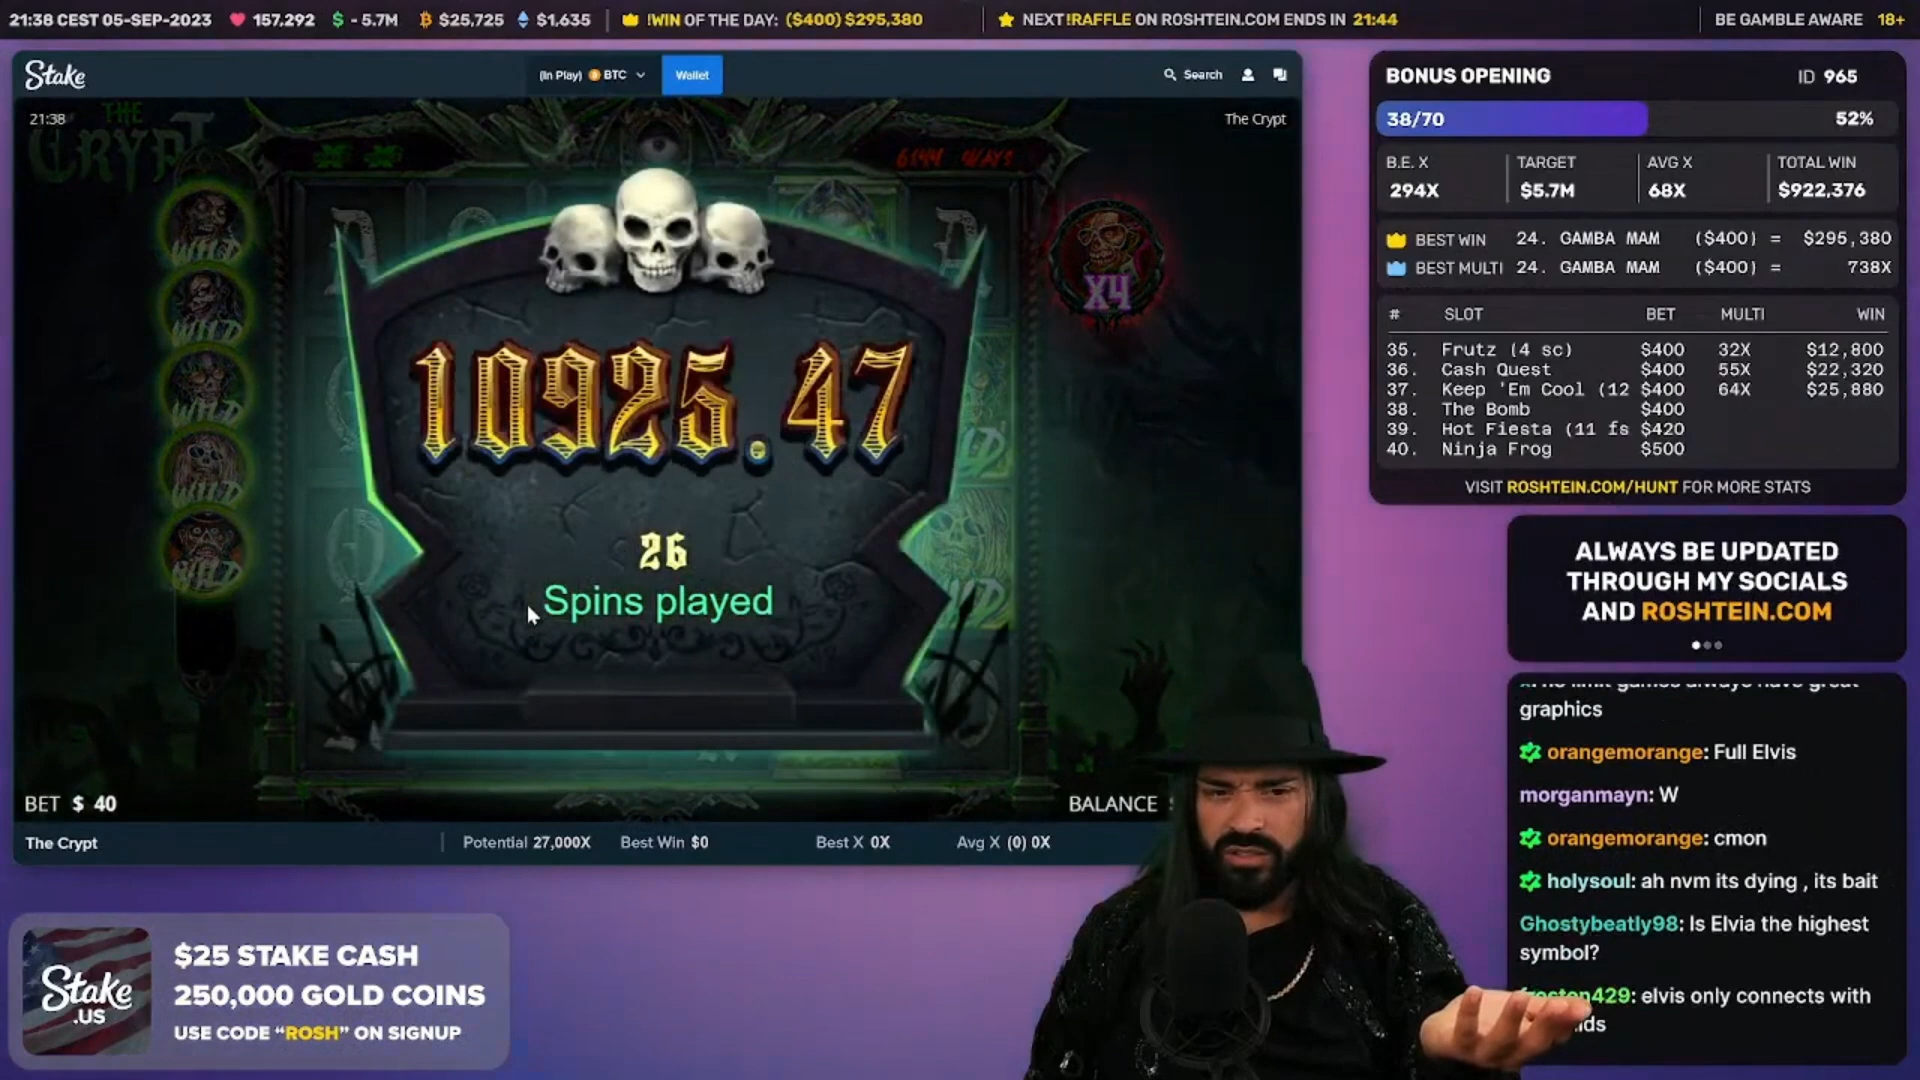 21:38 CEST 05-SEP-2023 157,292 $ - 5.7M $25,725 $1,635 !WIN OF THE DAY: ($400) $295,380 NEXT !RAFFLE ON ROSHTEIN.COM ENDS IN 21:44 BE GAMBLE AWARE 18+
Stake (In Play) BTC Wallet Search
21:38 THE CRYPT The Crypt
WAYS
WILD
WILD
WILD
WILD
WILD
X4
10925.47
26
Spins played
BET $ 40 BALANCE
The Crypt Potential 27,000X Best Win $0 Best X 0X Avg X (0) 0X
BONUS OPENING ID 965
38/70 52%
B.E. X TARGET AVG X TOTAL WIN
294X $5.7M 68X $922,376
BEST WIN 24. GAMBA MAM ($400) = $295,380
BEST MULTI 24. GAMBA MAM ($400) = 738X
# SLOT BET MULTI WIN
35. Frutz (4 sc) $400 32X $12,800
36. Cash Quest $400 55X $22,320
37. Keep 'Em Cool (12 $400 64X $25,880
38. The Bomb $400
39. Hot Fiesta (11 fs $420
40. Ninja Frog $500
VISIT ROSHTEIN.COM/HUNT FOR MORE STATS
ALWAYS BE UPDATED
THROUGH MY SOCIALS
AND ROSHTEIN.COM
graphics
orangemorange: Full Elvis
morganmayn: W
orangemorange: cmon
holysoul: ah nvm its dying , its bait
Ghostybeatly98: Is Elvia the highest
symbol?
elvis only connects with
$25 STAKE CASH
250,000 GOLD COINS
USE CODE "ROSH" ON SIGNUP
Stake
.US